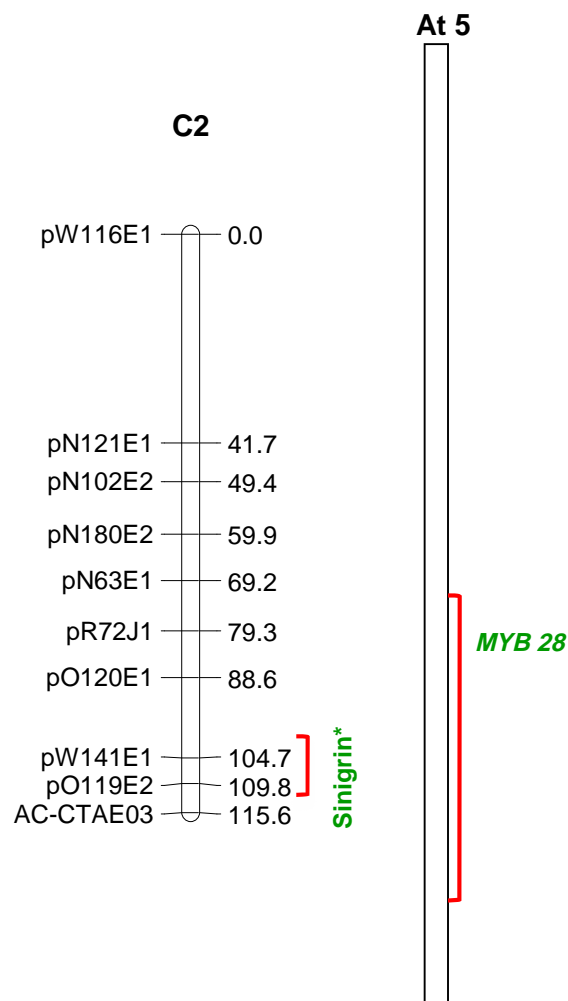 At 5
C2
pW116E1 0.0
pN121E1 41.7
pN102E2 49.4
pN180E2 59.9
pN63E1 69.2
MYB 28
pR72J1 79.3
pO120E1 88.6
pW141E1 104.7
pO119E2 109.8
AC-CTAE03 115.6
Sinigrin*